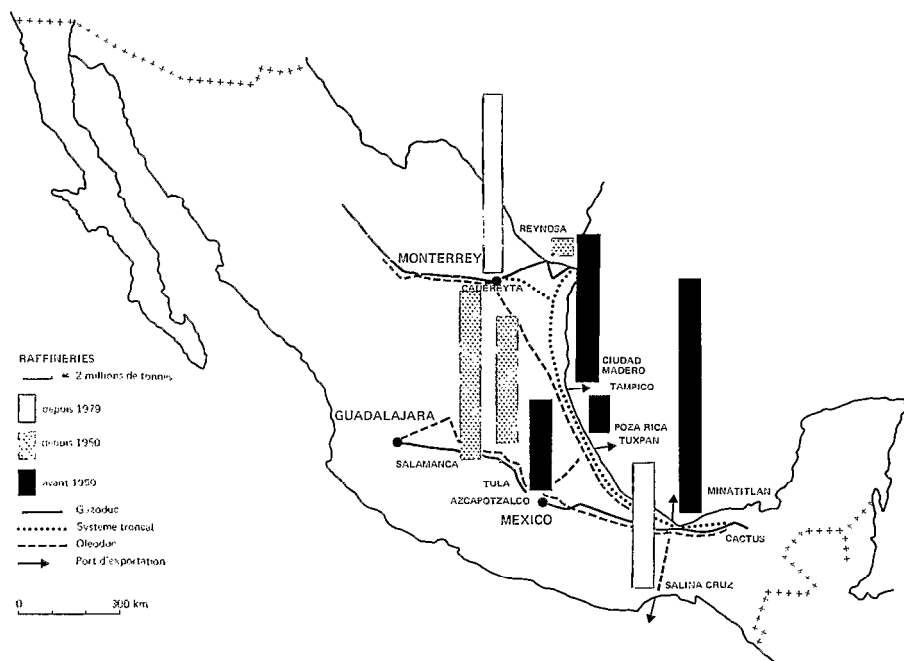 REYNOSA
MONTERREY
CADEREYTA
RAFFINERIES
2 millions de tonnes
depuis 1979
depuis 1950
avant 1950
Gazoduc
Système troncal
Oleoduc
Port d'exportation
0 300 km
CIUDAD
MADERO
TAMPICO
GUADALAJARA
POZA RICA
TUXPAN
SALAMANCA
TULA
AZCAPOTZALCO
MEXICO
MINATITLAN
CACTUS
SALINA CRUZ